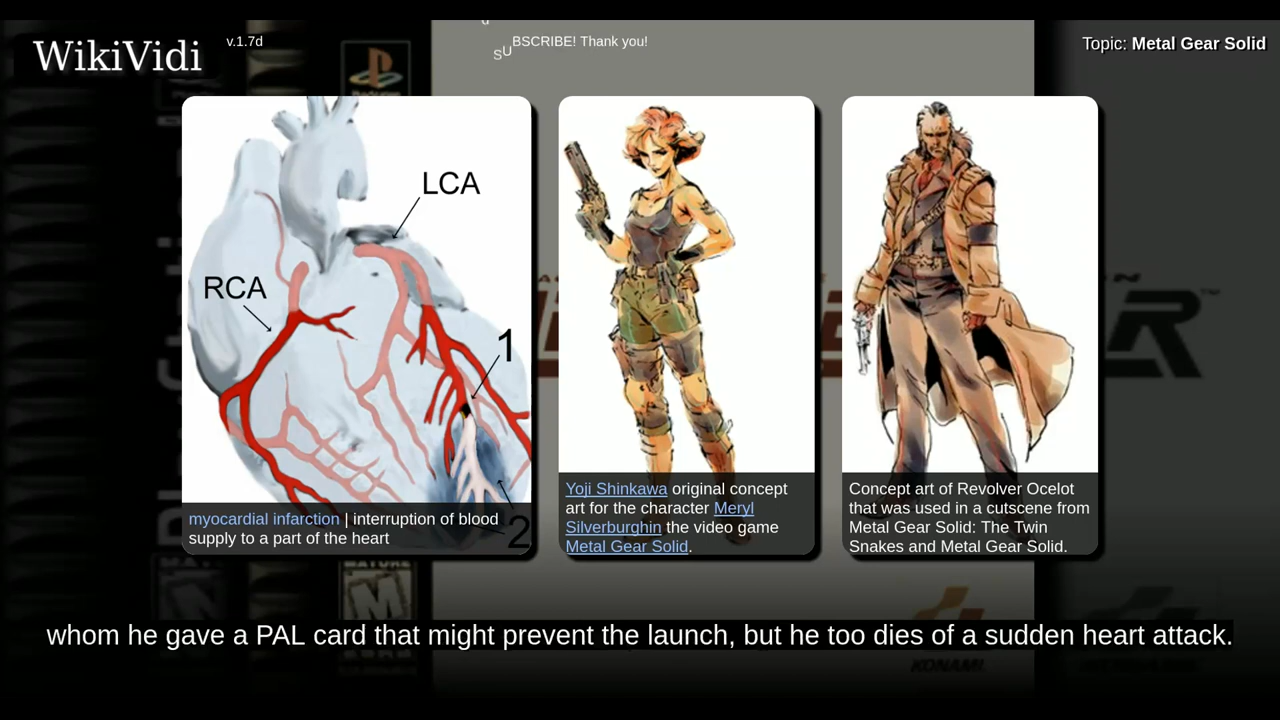 WikiVidi
v.1.7d
SUBSCRIBE! Thank you!
Topic: Metal Gear Solid
LCA
RCA
1
2
myocardial infarction | interruption of blood
supply to a part of the heart
Yoji Shinkawa original concept
art for the character Meryl
Silverburghin the video game
Metal Gear Solid.
Concept art of Revolver Ocelot
that was used in a cutscene from
Metal Gear Solid: The Twin
Snakes and Metal Gear Solid.
whom he gave a PAL card that might prevent the launch, but he too dies of a sudden heart attack.
MATURE
M
KONAMI